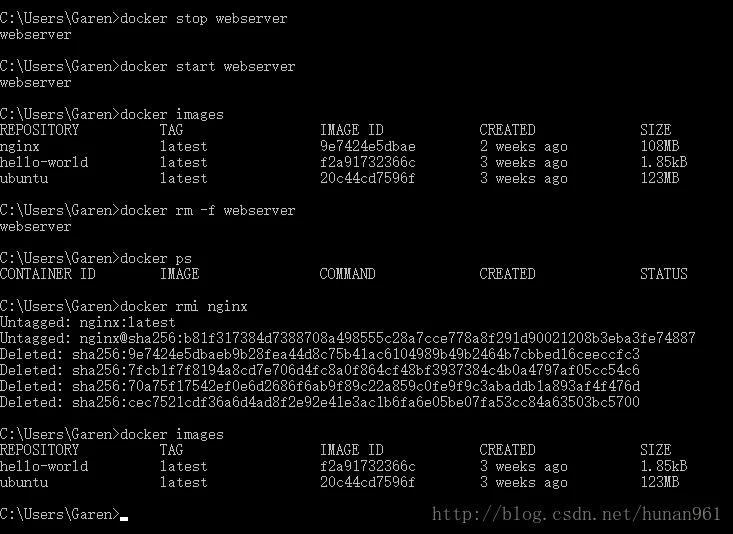 C:\Users\Garen>docker stop webserver
webserver
C:\Users\Garen>docker start webserver
webserver
C:\Users\Garen>docker images
REPOSITORY TAG IMAGE ID CREATED SIZE
nginx latest 9e7424e5dbae 2 weeks ago 108MB
hello-world latest f2a91732366c 3 weeks ago 1.85kB
ubuntu latest 20c44cd7596f 3 weeks ago 123MB
C:\Users\Garen>docker rm -f webserver
webserver
C:\Users\Garen>docker ps
CONTAINER ID IMAGE COMMAND CREATED STATUS
C:\Users\Garen>docker rmi nginx
Untagged: nginx:latest
Untagged: nginx@sha256:b81f317384d7388708a498555c28a7cce778a8f291d90021208b3eba3fe74887
Deleted: sha256:9e7424e5dbaeb9b28fea44d8c75b41ac6104989b49b2464b7cbbed16ceeccfc3
Deleted: sha256:7fcb1f7f8194a8cd7e706d4fc8a0f864cf48bf3937384c4b0a4797af05cc54c6
Deleted: sha256:70a75f17542ef0e6d2686f6ab9f89c22a859c0fe9f9c3abaddb1a893af4f476d
Deleted: sha256:cec7521cdf36a6d4ad8f2e92e41e3ac1b6fa6e05be07fa53cc84a63503bc5700
C:\Users\Garen>docker images
REPOSITORY TAG IMAGE ID CREATED SIZE
hello-world latest f2a91732366c 3 weeks ago 1.85kB
ubuntu latest 20c44cd7596f 3 weeks ago 123MB
C:\Users\Garen>
http://blog.csdn.net/hunan961